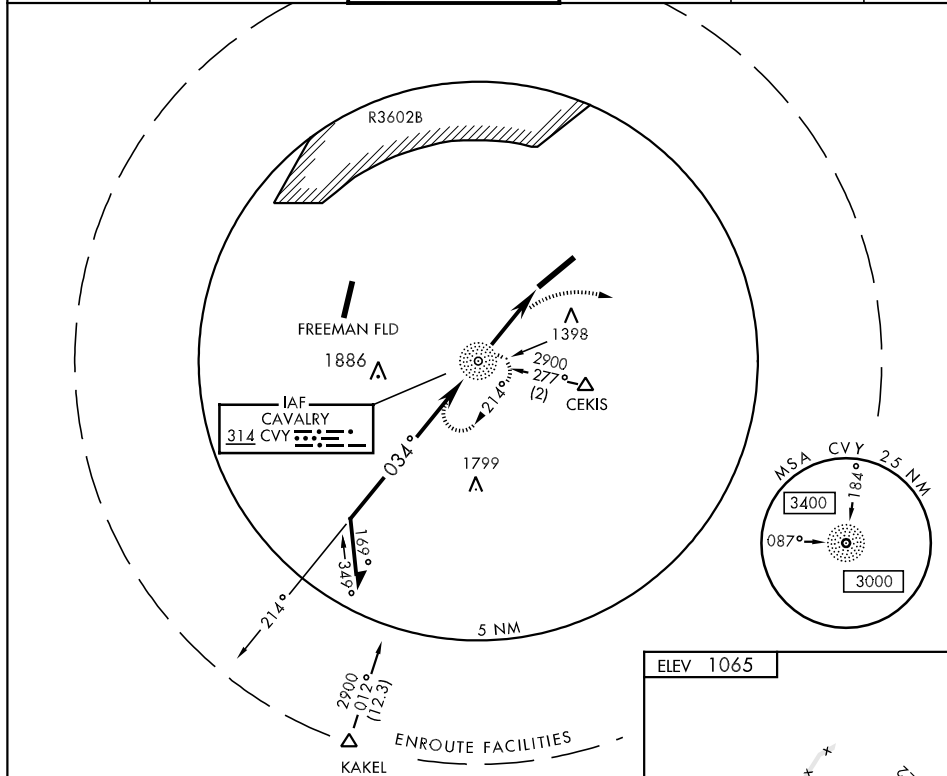 R3602B
FREEMAN FLD
1886
1398
2900
277°
(2)
CEKIS
214°
IAF
CAVALRY
314 CVY
034°
1799
169°
349°
214°
5 NM
2900
012°
(12.3)
KAKEL
ENROUTE FACILITIES
MSA CVY 25 NM
184°
3400
087°
3000
ELEV 1065